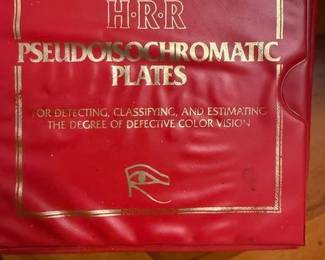 H·R·R
PSEUDOISOCHROMATIC
PLATES
FOR DETECTING, CLASSIFYING, AND ESTIMATING
THE DEGREE OF DEFECTIVE COLOR VISION